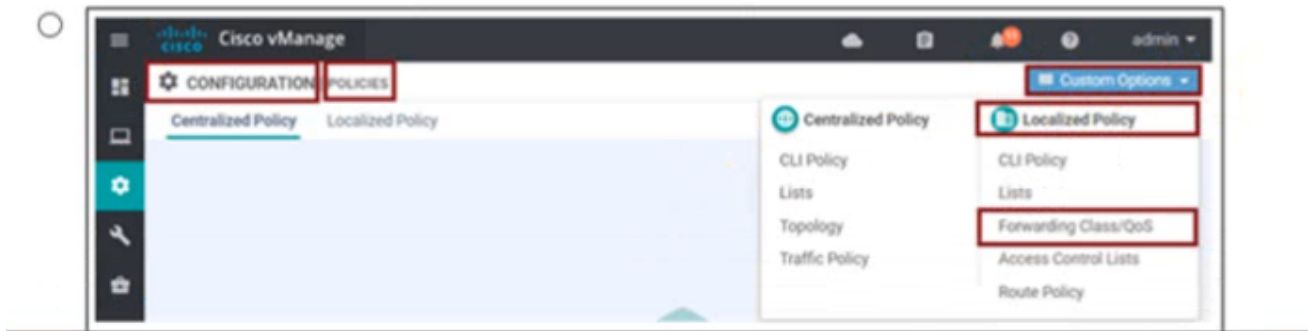 cisco Cisco vManage admin
CONFIGURATION POLICIES Custom Options
Centralized Policy Localized Policy
Centralized Policy
CLI Policy
Lists
Topology
Traffic Policy
Localized Policy
CLI Policy
Lists
Forwarding Class/QoS
Access Control Lists
Route Policy